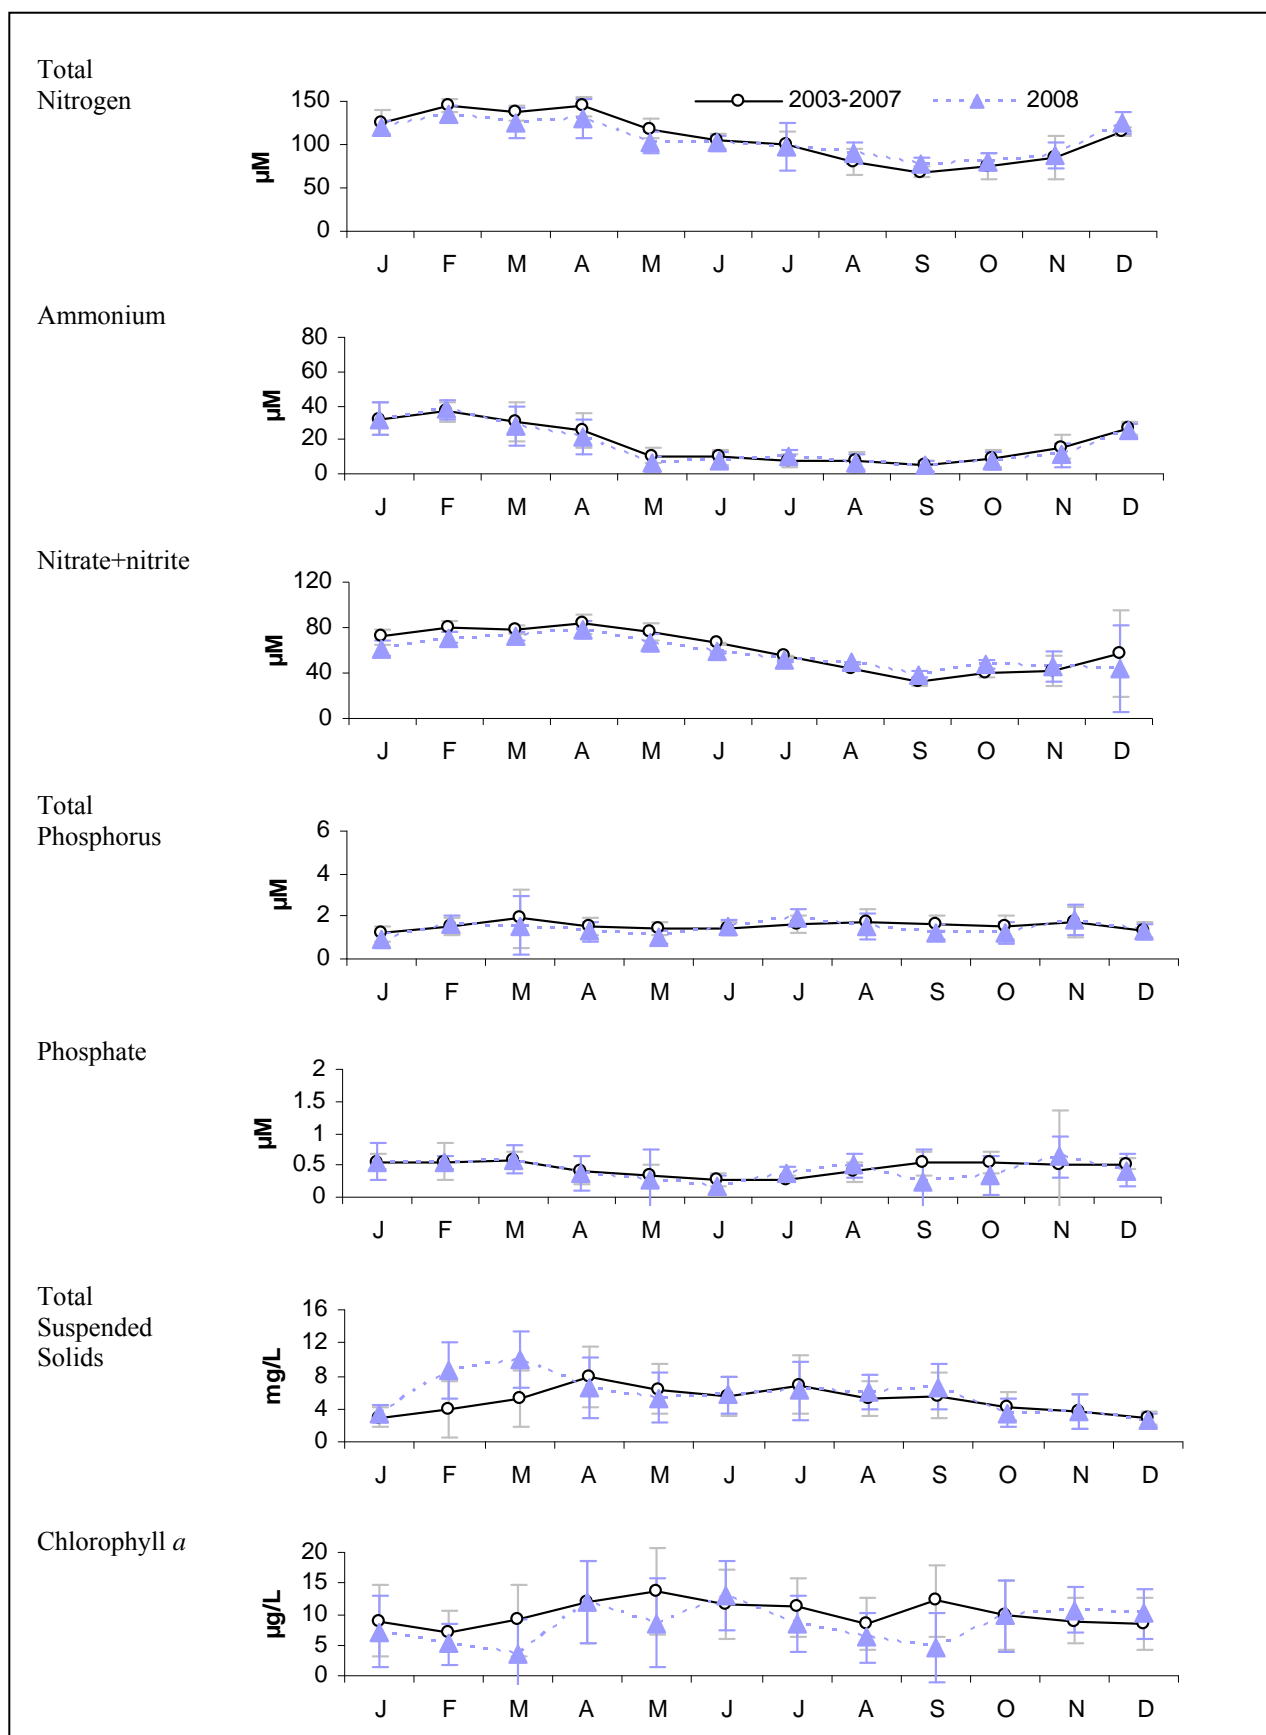 Total
Nitrogen
150
100
50
0
µM
2003-2007
2008
J F M A M J J A S O N D
Ammonium
80
60
40
20
0
µM
J F M A M J J A S O N D
Nitrate+nitrite
120
80
40
0
µM
J F M A M J J A S O N D
Total
Phosphorus
6
4
2
0
µM
J F M A M J J A S O N D
Phosphate
2
1.5
1
0.5
0
µM
J F M A M J J A S O N D
Total
Suspended
Solids
16
12
8
4
0
mg/L
J F M A M J J A S O N D
Chlorophyll a
20
15
10
5
0
µg/L
J F M A M J J A S O N D